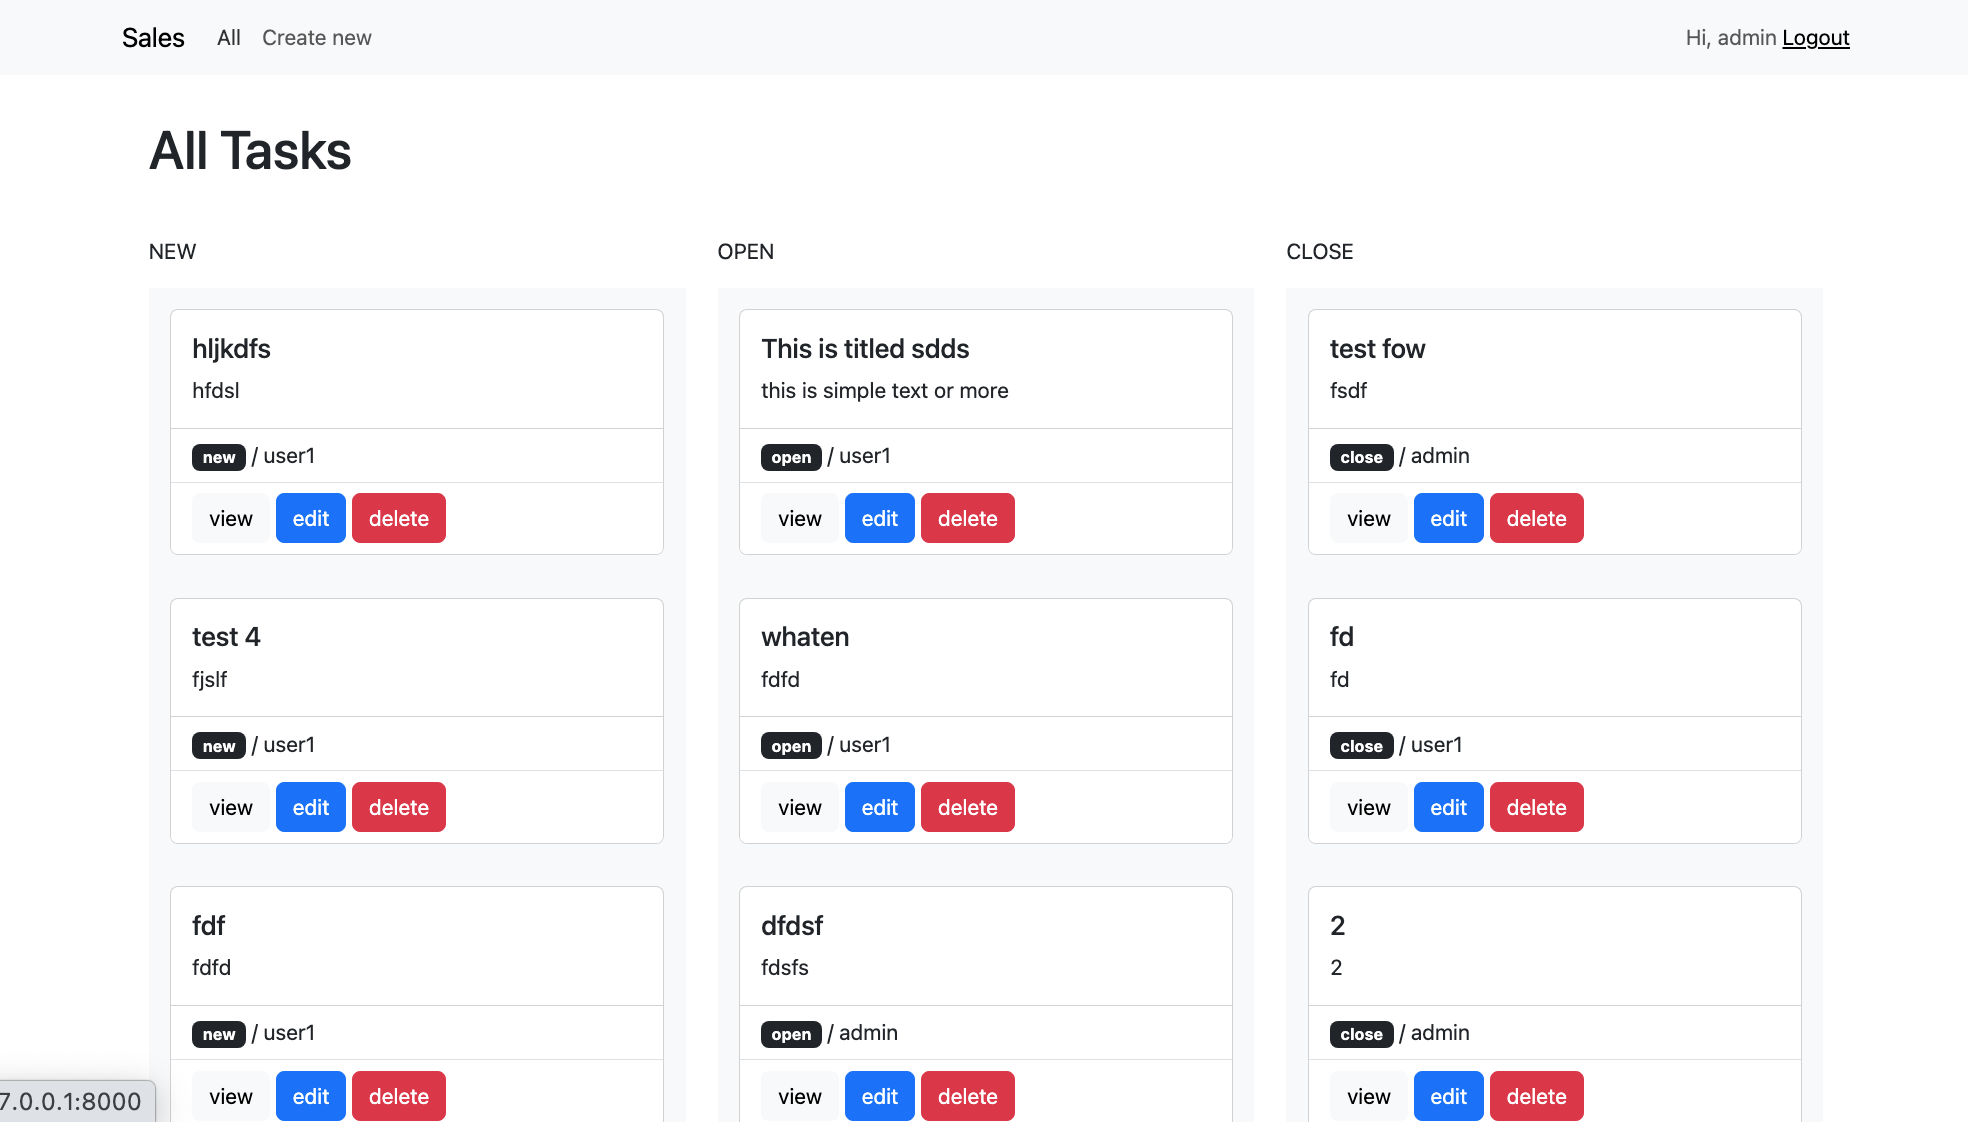 Sales All Create new Hi, admin Logout
All Tasks
NEW
hljkdfs
hfdsl
new / user1
view edit delete
test 4
fjslf
new / user1
view edit delete
fdf
fdfd
new / user1
view edit delete
OPEN
This is titled sdds
this is simple text or more
open / user1
view edit delete
whaten
fdfd
open / user1
view edit delete
dfdsf
fdsfs
open / admin
view edit delete
CLOSE
test fow
fsdf
close / admin
view edit delete
fd
fd
close / user1
view edit delete
2
2
close / admin
view edit delete
7.0.0.1:8000